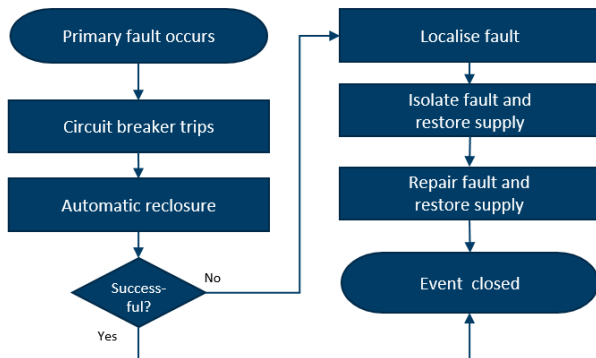 Primary fault occurs
Circuit breaker trips
Automatic reclosure
Success-
ful?
No
Yes
Localise fault
Isolate fault and
restore supply
Repair fault and
restore supply
Event closed